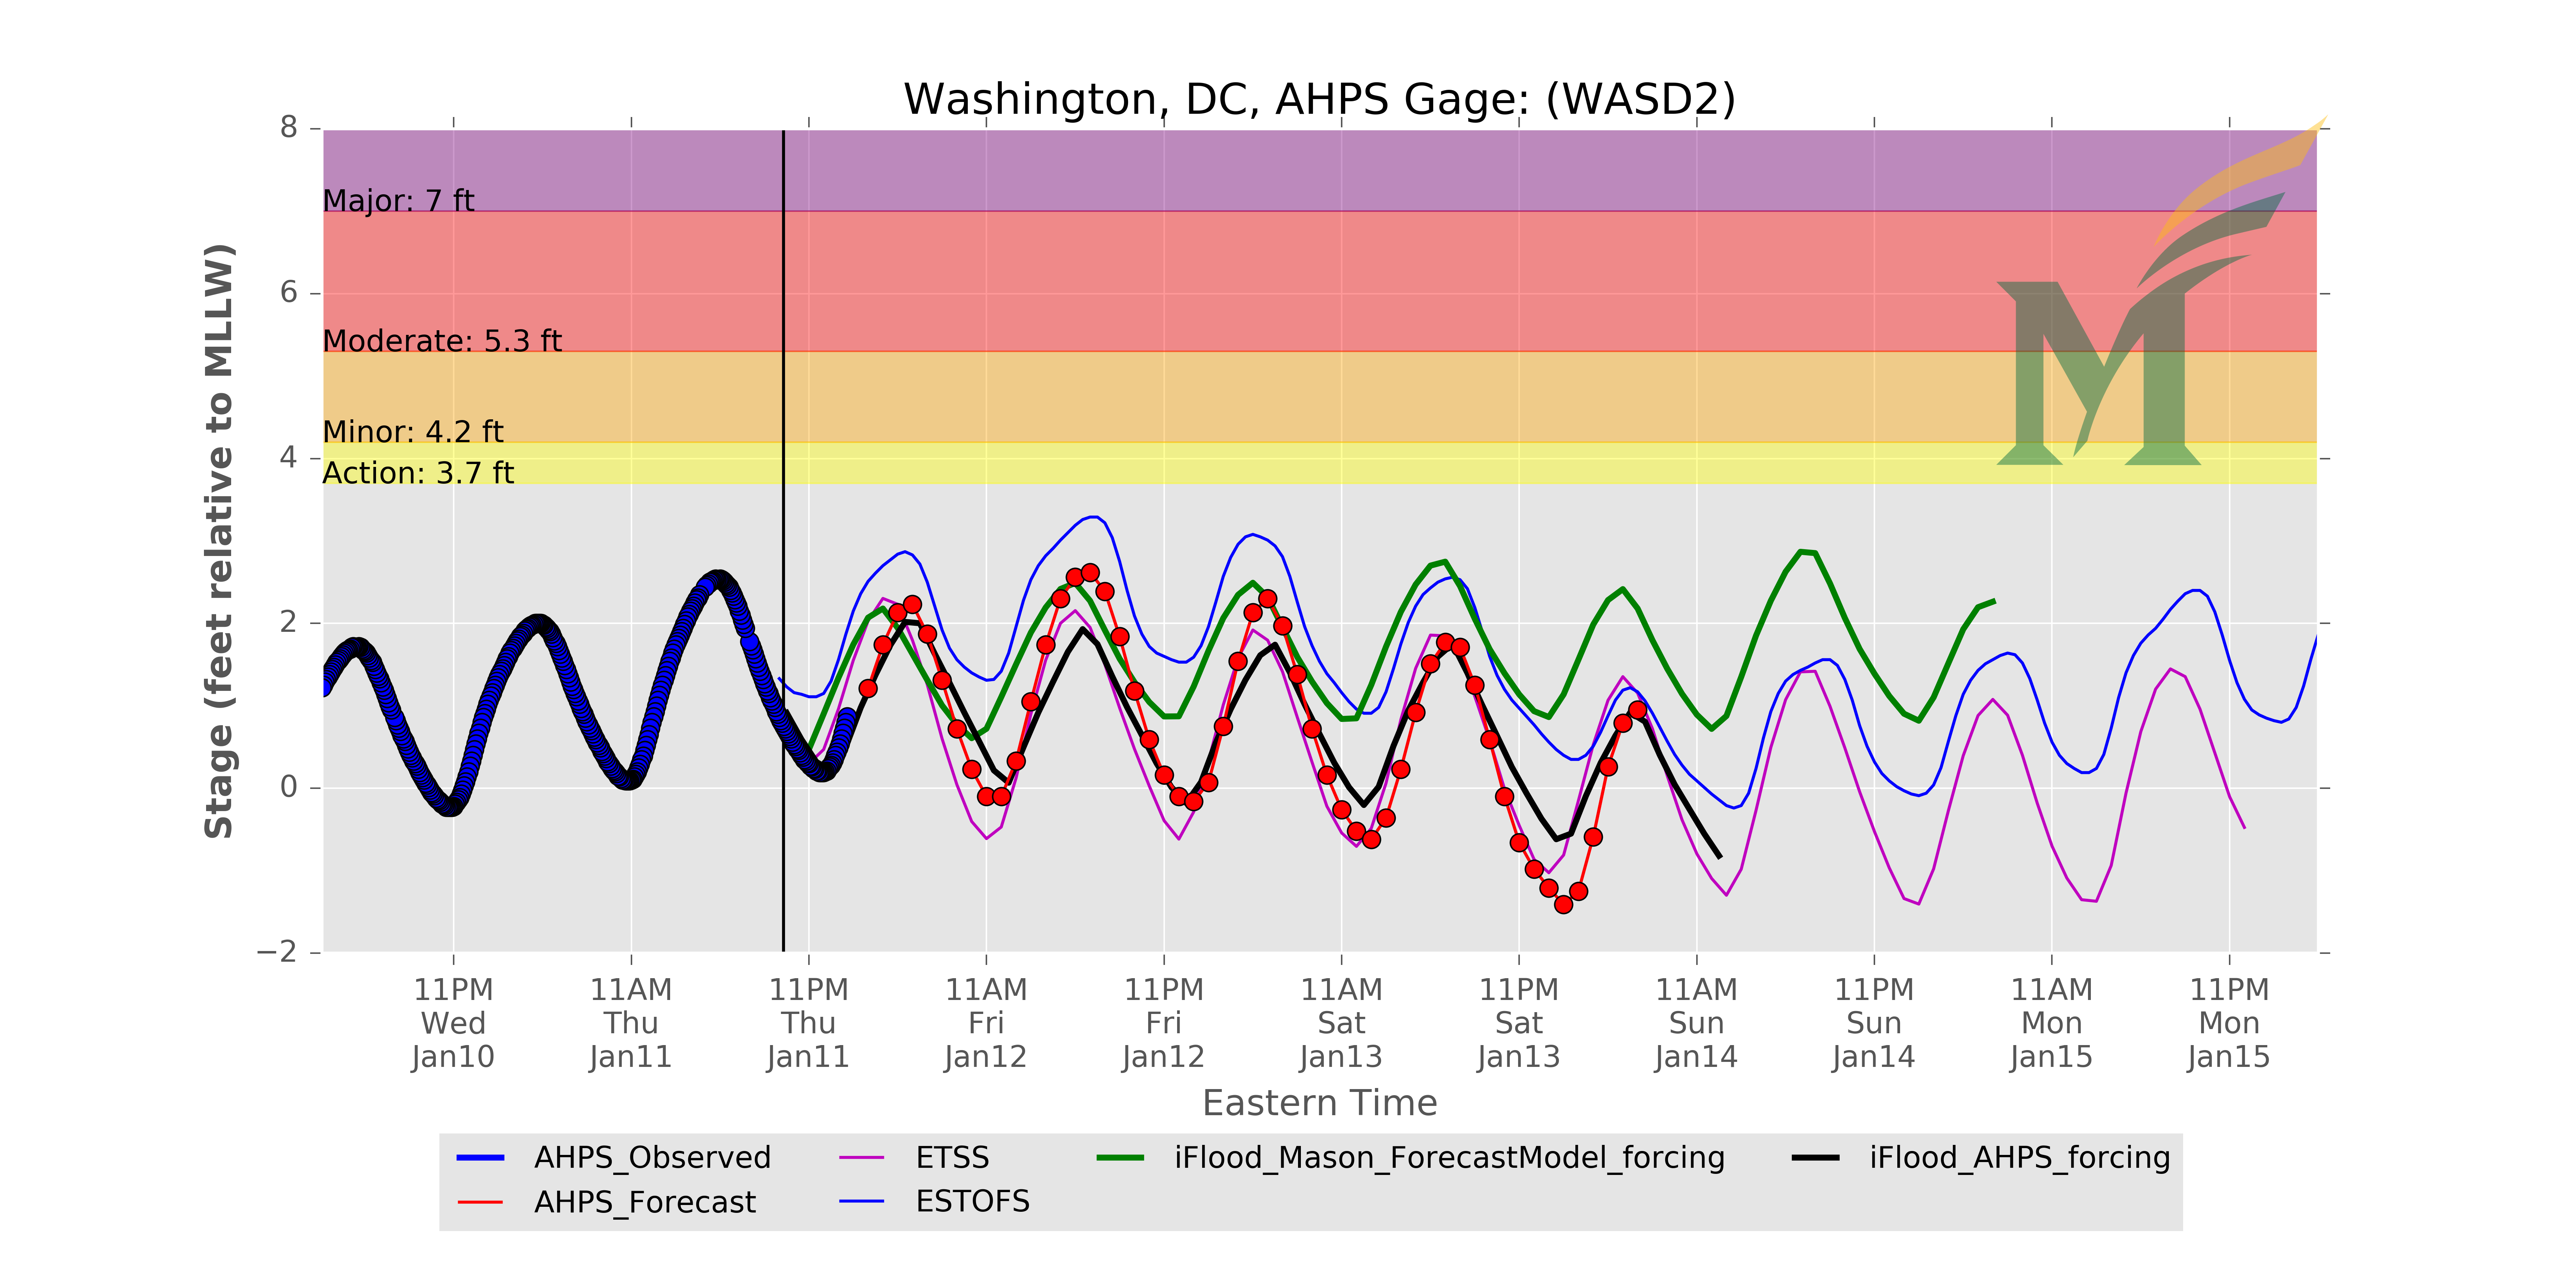 Washington, DC, AHPS Gage: (WASD2)
8
6
4
2
0
−2
Stage (feet relative to MLLW)
Major: 7 ft
Moderate: 5.3 ft
Minor: 4.2 ft
Action: 3.7 ft
M
11PM 11AM 11PM 11AM 11PM 11AM 11PM 11AM 11PM 11AM 11PM
Wed Thu Thu Fri Fri Sat Sat Sun Sun Mon Mon
Jan10 Jan11 Jan11 Jan12 Jan12 Jan13 Jan13 Jan14 Jan14 Jan15 Jan15
Eastern Time
AHPS_Observed ETSS iFlood_Mason_ForecastModel_forcing iFlood_AHPS_forcing
AHPS_Forecast ESTOFS